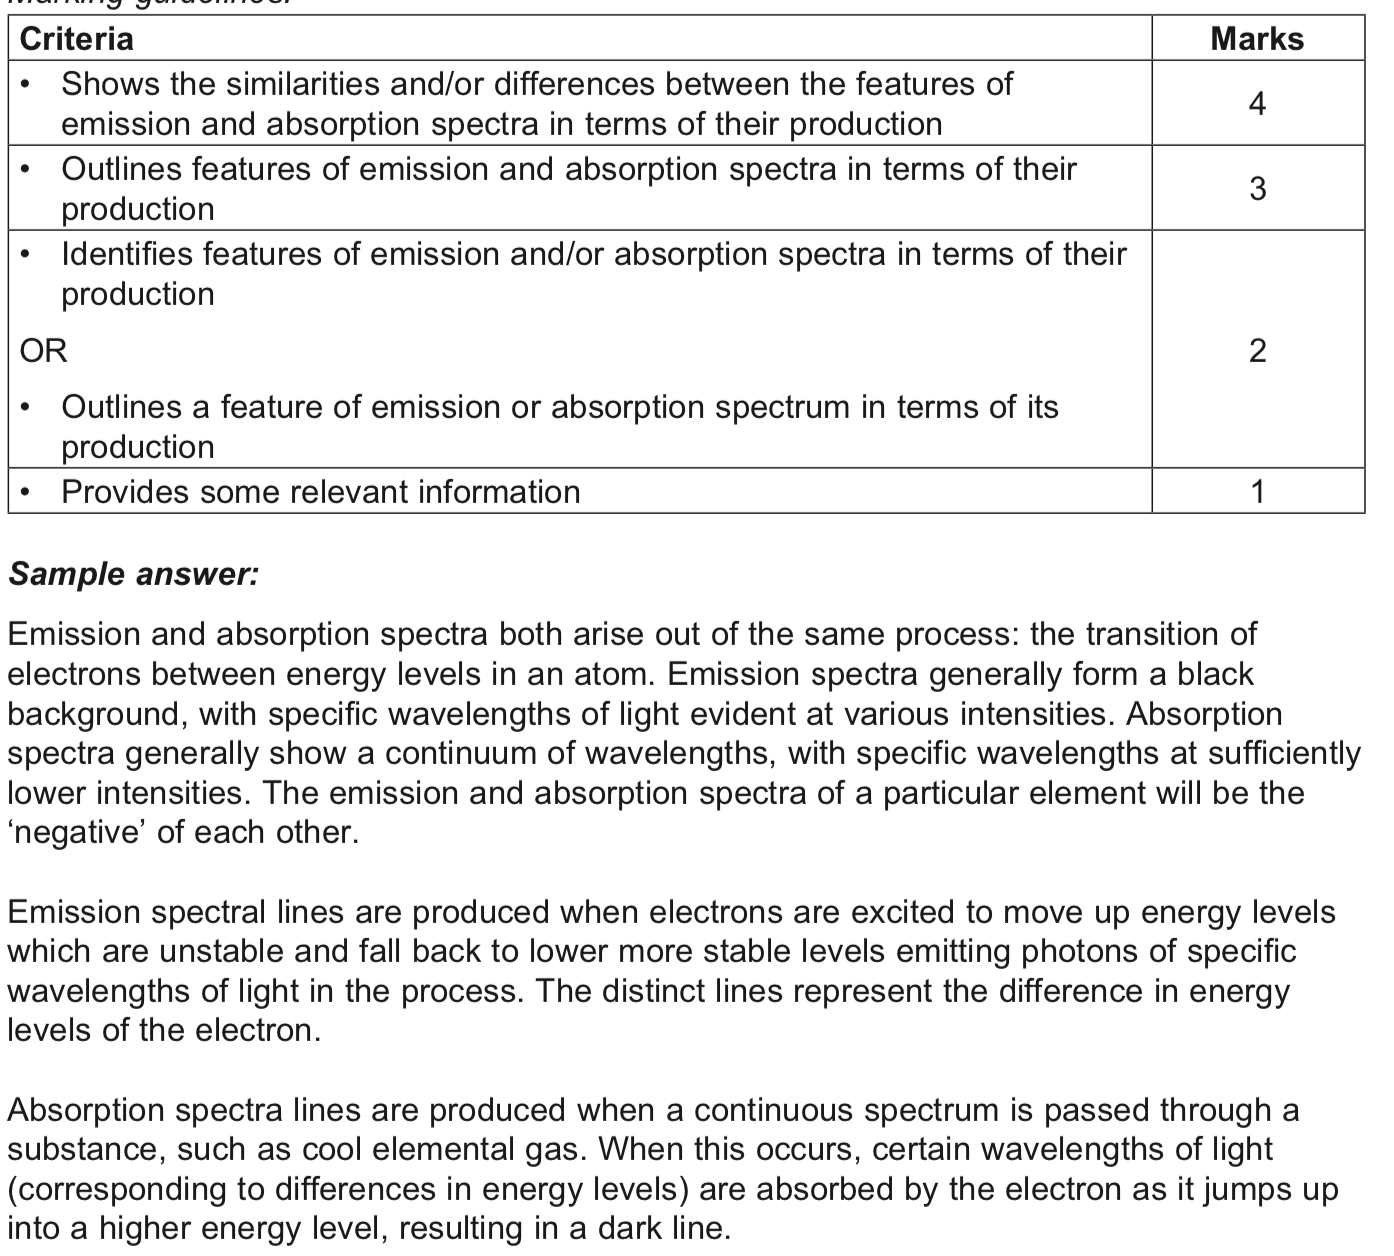 Marking guidelines:
Criteria Marks
• Shows the similarities and/or differences between the features of
emission and absorption spectra in terms of their production 4
• Outlines features of emission and absorption spectra in terms of their
production 3
• Identifies features of emission and/or absorption spectra in terms of their
production
OR 2
• Outlines a feature of emission or absorption spectrum in terms of its
production
• Provides some relevant information 1
Sample answer:
Emission and absorption spectra both arise out of the same process: the transition of
electrons between energy levels in an atom. Emission spectra generally form a black
background, with specific wavelengths of light evident at various intensities. Absorption
spectra generally show a continuum of wavelengths, with specific wavelengths at sufficiently
lower intensities. The emission and absorption spectra of a particular element will be the
‘negative’ of each other.
Emission spectral lines are produced when electrons are excited to move up energy levels
which are unstable and fall back to lower more stable levels emitting photons of specific
wavelengths of light in the process. The distinct lines represent the difference in energy
levels of the electron.
Absorption spectra lines are produced when a continuous spectrum is passed through a
substance, such as cool elemental gas. When this occurs, certain wavelengths of light
(corresponding to differences in energy levels) are absorbed by the electron as it jumps up
into a higher energy level, resulting in a dark line.